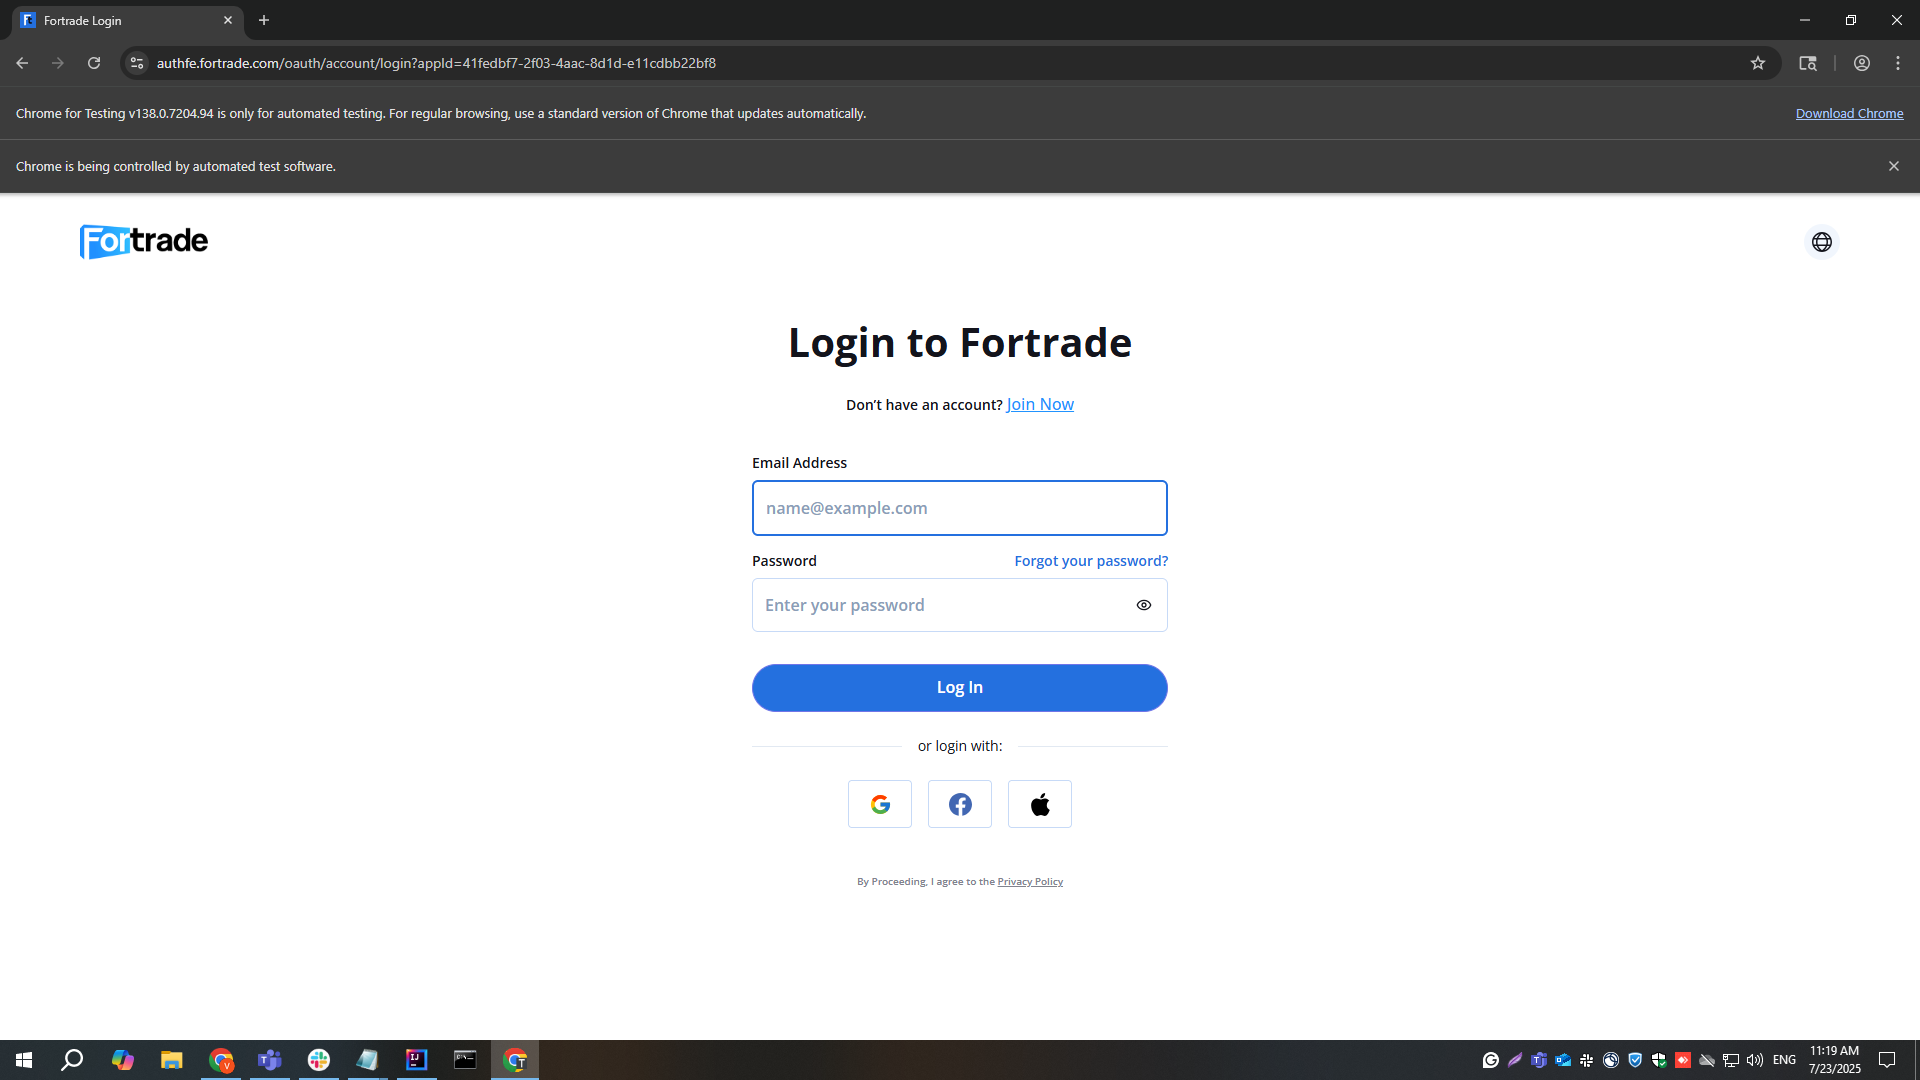 Fortrade Login
authfe.fortrade.com/oauth/account/login?appId=41fedbf7-2f03-4aac-8d1d-e11cdbb22bf8
Chrome for Testing v138.0.7204.94 is only for automated testing. For regular browsing, use a standard version of Chrome that updates automatically.
Download Chrome
Chrome is being controlled by automated test software.
Fortrade
Login to Fortrade
Don't have an account? Join Now
Email Address
name@example.com
Password
Forgot your password?
Enter your password
Log In
or login with:
By Proceeding, I agree to the Privacy Policy
ENG
11:19 AM
7/23/2025